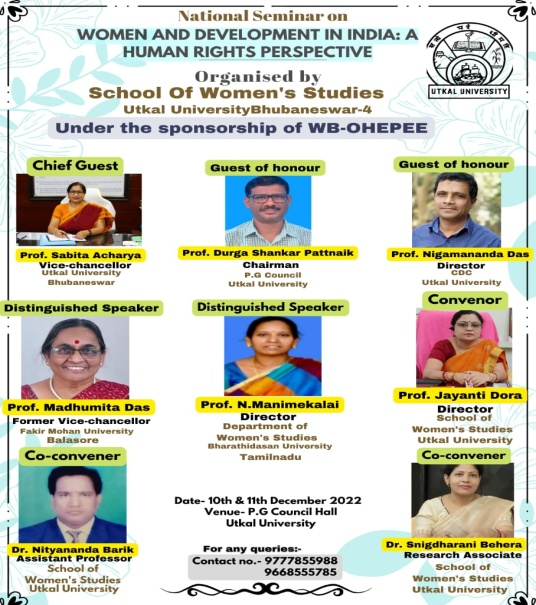 National Seminar on
WOMEN AND DEVELOPMENT IN INDIA: A
HUMAN RIGHTS PERSPECTIVE
Organised by
School Of Women's Studies
Utkal UniversityBhubaneswar-4
Under the sponsorship of WB-OHEPEE
UTKAL UNIVERSITY
Chief Guest
Prof. Sabita Acharya
Vice-chancellor
Utkal University
Bhubaneswar
Guest of honour
Prof. Durga Shankar Pattnaik
Chairman
P.G Council
Utkal University
Guest of honour
Prof. Nigamananda Das
Director
CDC
Utkal University
Distinguished Speaker
Prof. Madhumita Das
Former Vice-chancellor
Fakir Mohan University
Balasore
Distinguished Speaker
Prof. N.Manimekalai
Director
Department of
Women's Studies
Bharathidasan University
Tamilnadu
Convenor
Prof. Jayanti Dora
Director
School of
Women's Studies
Utkal University
Co-convener
Dr. Nityananda Barik
Assistant Professor
School of
Women's Studies
Utkal University
Date- 10th & 11th December 2022
Venue- P.G Council Hall
Utkal University
For any queries:-
Contact no.- 9777855988
9668555785
Co-convener
Dr. Snigdharani Behera
Research Associate
School of
Women's Studies
Utkal University